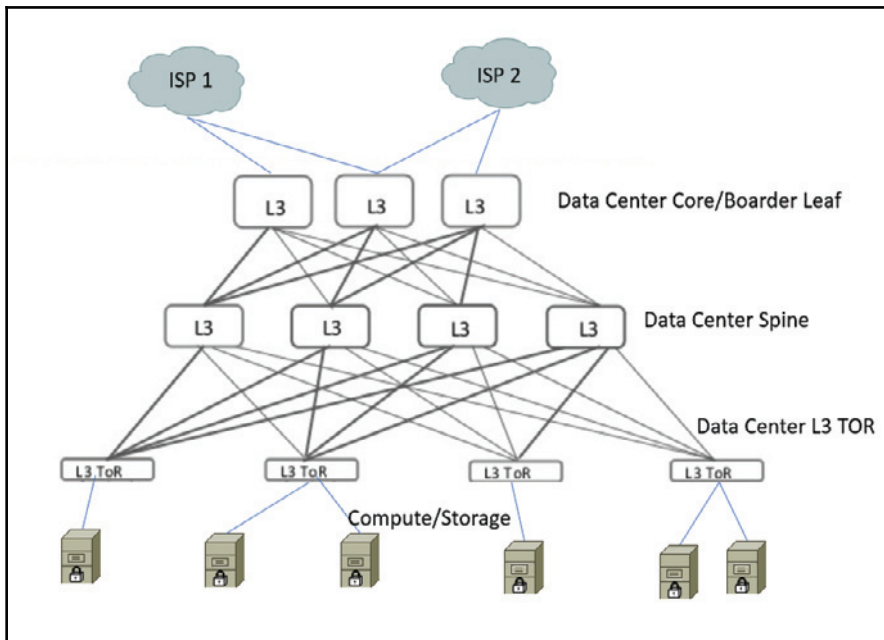 ISP 1
ISP 2
L3
L3
L3
Data Center Core/Boarder Leaf
L3
L3
L3
L3
Data Center Spine
Data Center L3 TOR
L3 ToR
L3 ToR
L3 ToR
L3 ToR
Compute/Storage